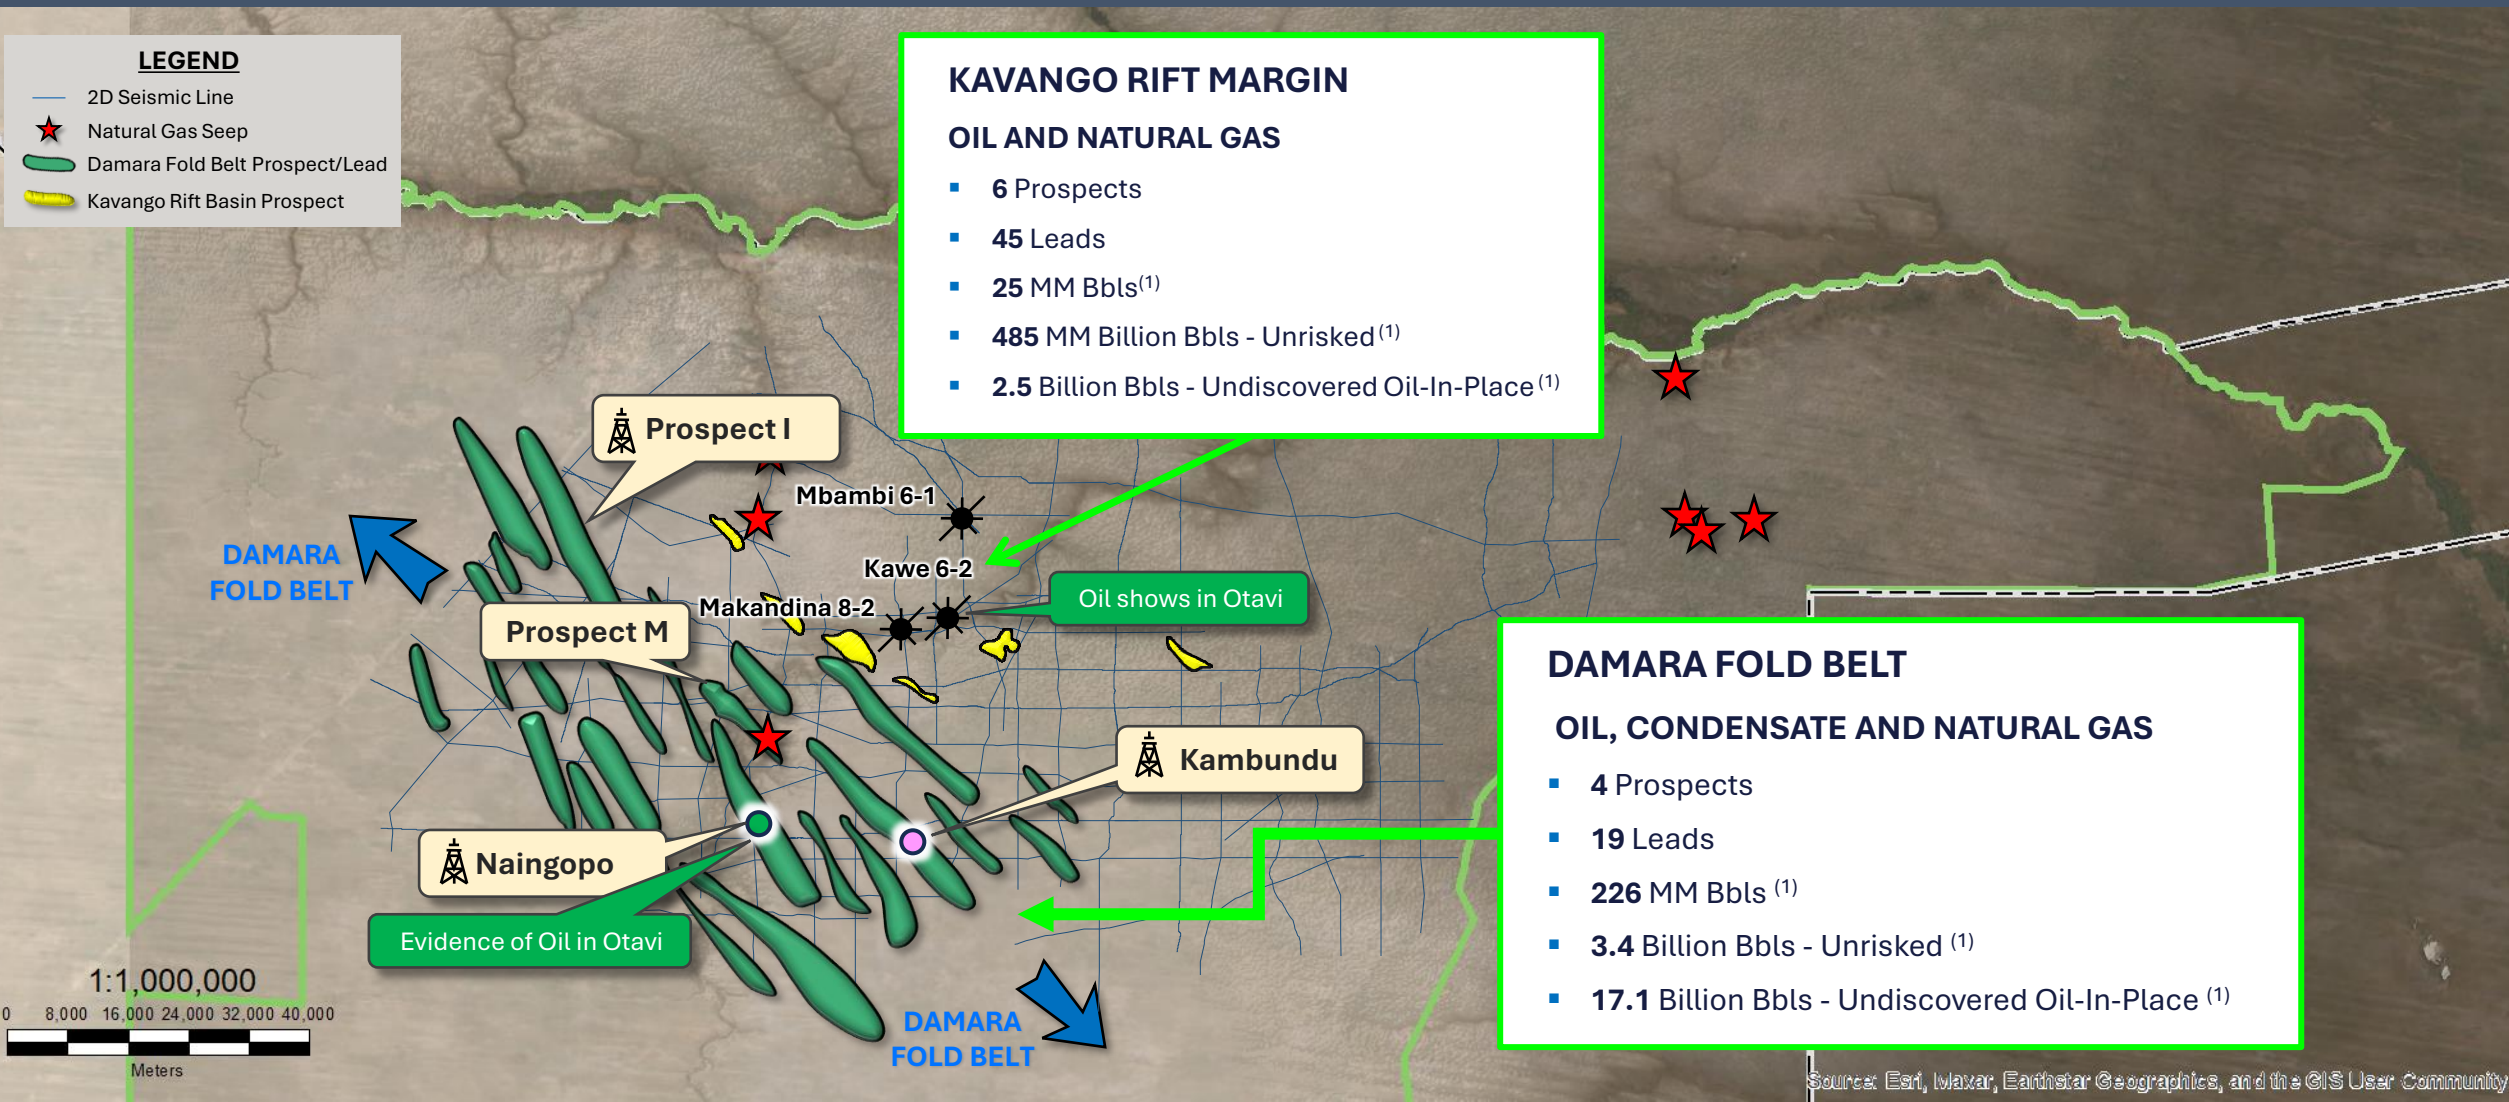 LEGEND
2D Seismic Line
Natural Gas Seep
Damara Fold Belt Prospect/Lead
Kavango Rift Basin Prospect
KAVANGO RIFT MARGIN
OIL AND NATURAL GAS
▪ 6 Prospects
▪ 45 Leads
▪ 25 MM Bbls(1)
▪ 485 MM Billion Bbls - Unrisked (1)
▪ 2.5 Billion Bbls - Undiscovered Oil-In-Place (1)
Prospect I
Mbambi 6-1
DAMARA
FOLD BELT
Kawe 6-2
Oil shows in Otavi
Makandina 8-2
Prospect M
DAMARA FOLD BELT
OIL, CONDENSATE AND NATURAL GAS
▪ 4 Prospects
▪ 19 Leads
▪ 226 MM Bbls (1)
▪ 3.4 Billion Bbls - Unrisked (1)
▪ 17.1 Billion Bbls - Undiscovered Oil-In-Place (1)
Kambundu
Naingopo
Evidence of Oil in Otavi
1:1,000,000
0 8,000 16,000 24,000 32,000 40,000
Meters
DAMARA
FOLD BELT
Source: Esri, Maxar, Earthstar Geographics, and the GIS User Community